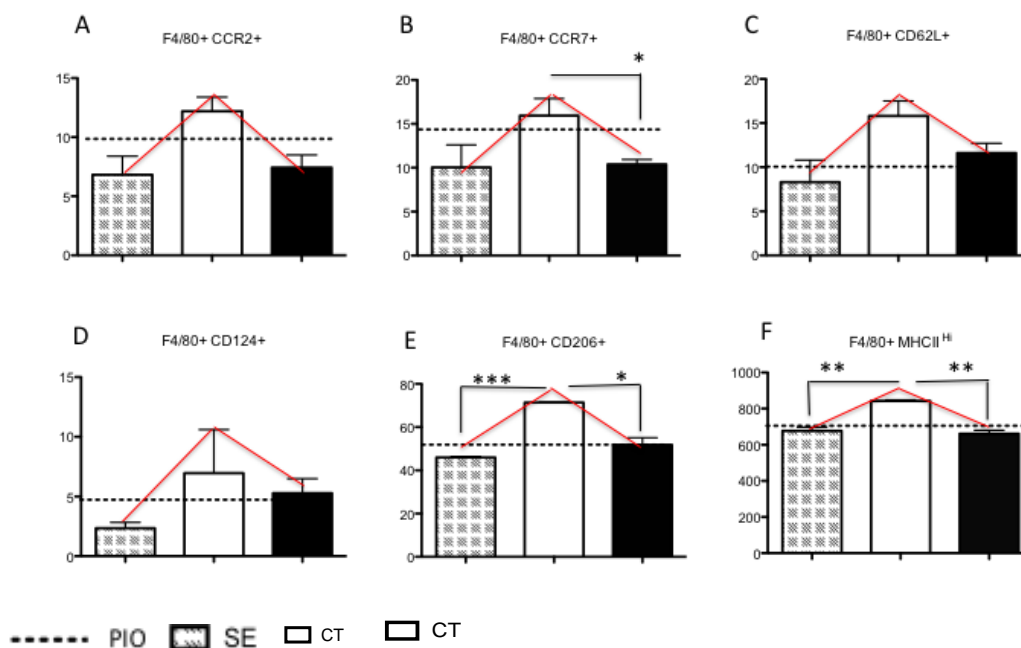 A
F4/80+ CCR2+
15
10
5
0
B
F4/80+ CCR7+
*
20
15
10
5
0
C
F4/80+ CD62L+
20
15
10
5
0
D
F4/80+ CD124+
15
10
5
0
E
F4/80+ CD206+
*** *
80
60
40
20
0
F
F4/80+ MHCII Hi
** **
1000
800
600
400
200
0
PIO SE CT CT